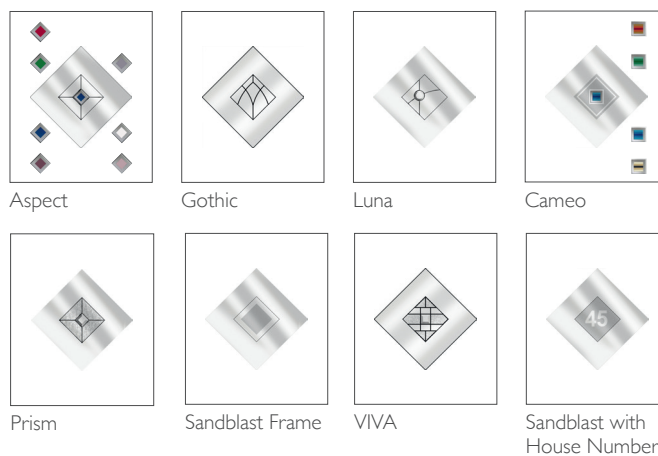 Aspect
Gothic
Luna
Cameo
45
Prism
Sandblast Frame
VIVA
Sandblast with
House Number